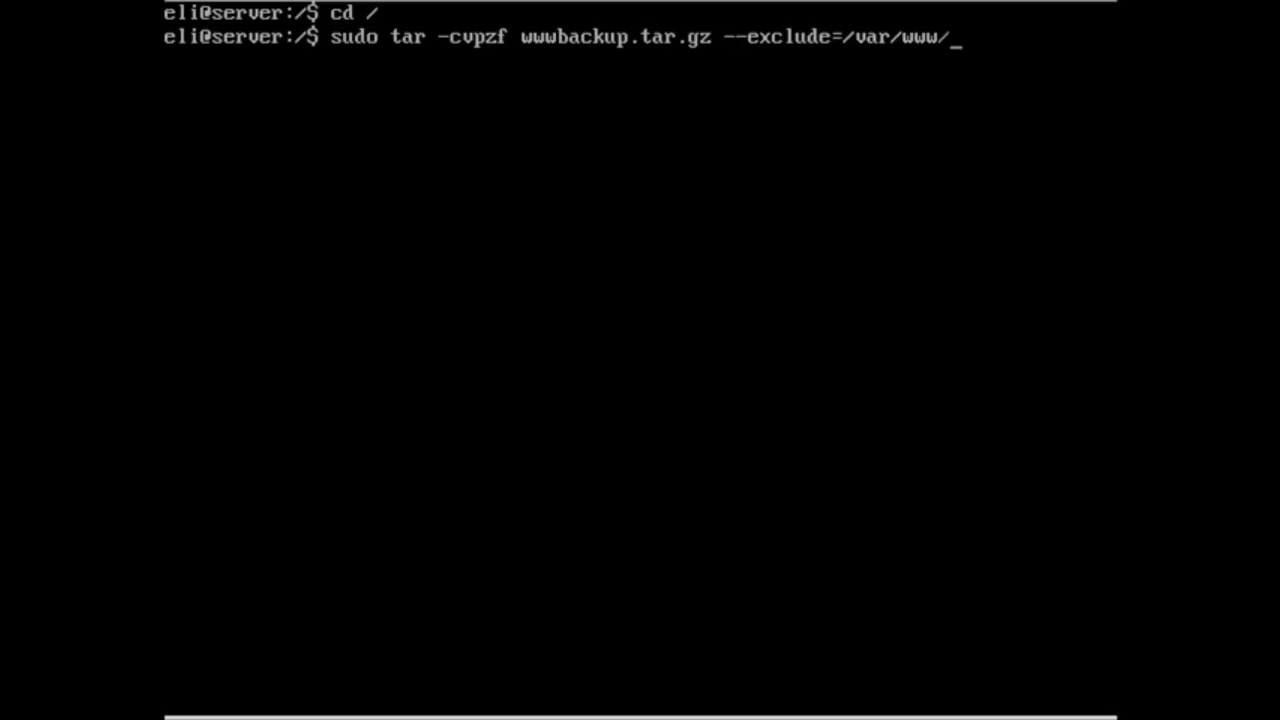 eli@server:/$ cd /
eli@server:/$ sudo tar -cvpzf wwwbackup.tar.gz --exclude=/var/www/_